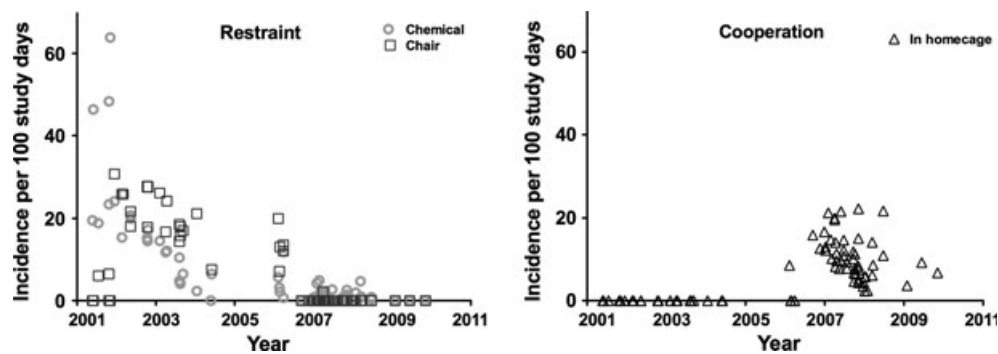 Restraint
Chemical
Chair
Incidence per 100 study days
60
40
20
0
2001
2003
2005
2007
2009
2011
Year
Cooperation
In homecage
Incidence per 100 study days
60
40
20
0
2001
2003
2005
2007
2009
2011
Year